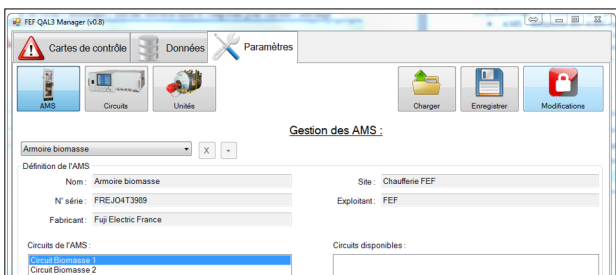 FEF QAL3 Manager (v0.8)
Cartes de contrôle
Données
Paramètres
AMS
Circuits
Unités
Charger
Enregistrer
Modifications
Gestion des AMS :
Armoire biomasse
X
+
Définition de l'AMS
Nom : Armoire biomasse
Site : Chaufferie FEF
N° série : FREJO4T3989
Exploitant : FEF
Fabricant : Fuji Electric France
Circuits de l'AMS :
Circuits disponibles :
Circuit Biomasse 1
Circuit Biomasse 2